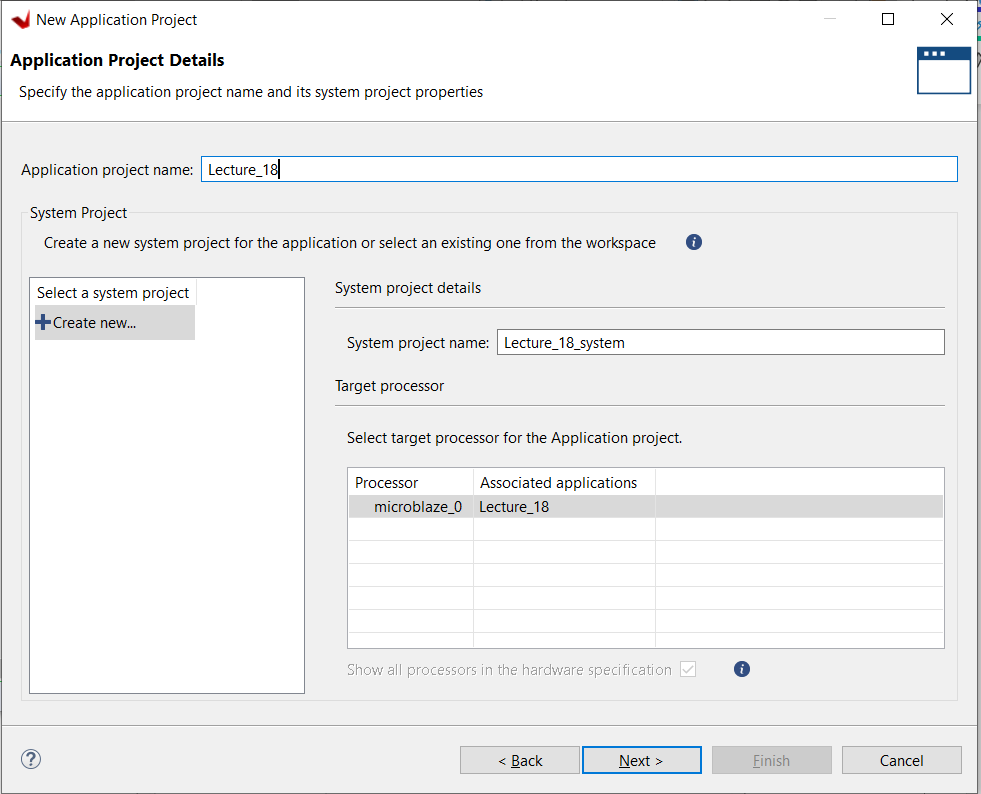 New Application Project
Application Project Details
Specify the application project name and its system project properties
Application project name: Lecture_18
System Project
Create a new system project for the application or select an existing one from the workspace
Select a system project
Create new...
System project details
System project name: Lecture_18_system
Target processor
Select target processor for the Application project.
Processor Associated applications
microblaze_0 Lecture_18
Show all processors in the hardware specification
< Back Next > Finish Cancel